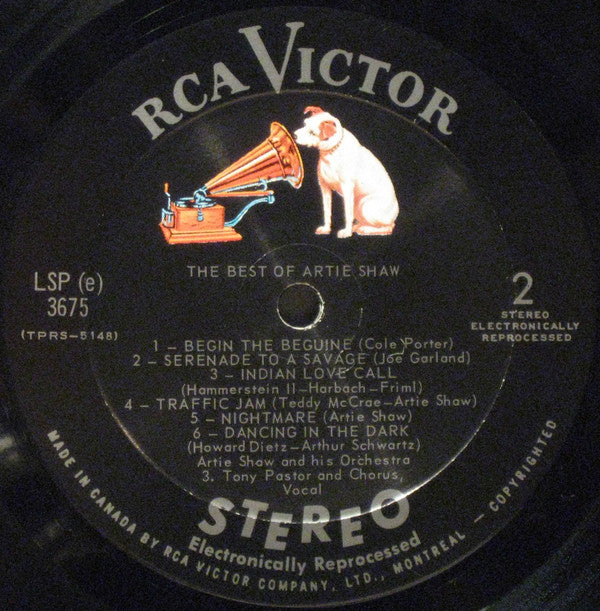 RCA VICTOR
THE BEST OF ARTIE SHAW
LSP (e)
3675
(TPRS-5148)
2
STEREO
ELECTRONICALLY
REPROCESSED
1 – BEGIN THE BEGUINE (Cole Porter)
2 – SERENADE TO A SAVAGE (Joe Garland)
3 – INDIAN LOVE CALL
(Hammerstein II–Harbach–Friml)
4 – TRAFFIC JAM (Teddy McCrae–Artie Shaw)
5 – NIGHTMARE (Artie Shaw)
6 – DANCING IN THE DARK
(Howard Dietz–Arthur Schwartz)
Artie Shaw and his Orchestra
3. Tony Pastor and Chorus,
Vocal
STEREO
Electronically Reprocessed
MADE IN CANADA BY RCA VICTOR COMPANY, LTD., MONTREAL – COPYRIGHTED